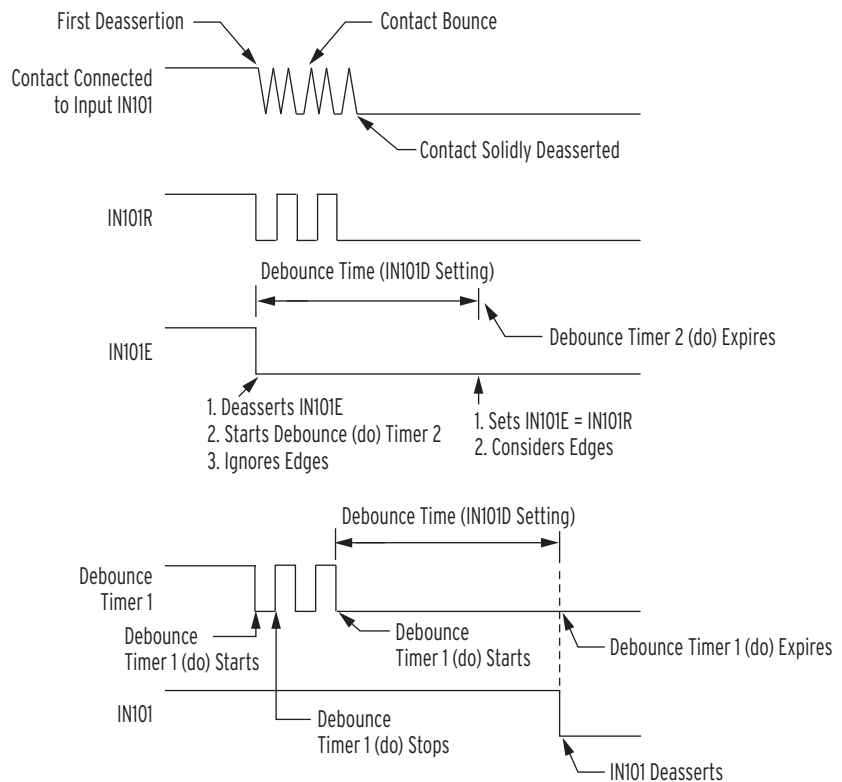 First Deassertion
Contact Bounce
Contact Connected
to Input IN101
Contact Solidly Deasserted
IN101R
Debounce Time (IN101D Setting)
Debounce Timer 2 (do) Expires
IN101E
1. Deasserts IN101E
2. Starts Debounce (do) Timer 2
3. Ignores Edges
1. Sets IN101E = IN101R
2. Considers Edges
Debounce Time (IN101D Setting)
Debounce
Timer 1
Debounce
Timer 1 (do) Starts
Debounce
Timer 1 (do) Starts
Debounce Timer 1 (do) Expires
IN101
Debounce
Timer 1 (do) Stops
IN101 Deasserts